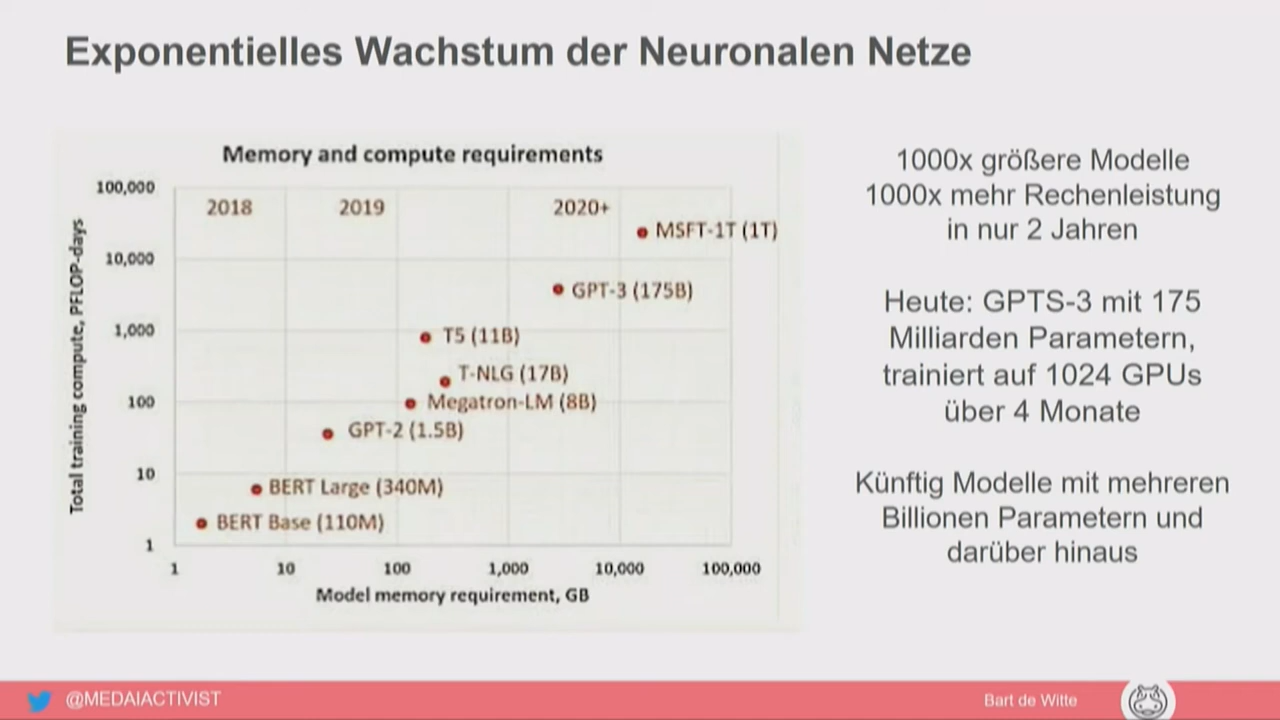 Exponentielles Wachstum der Neuronalen Netze
Memory and compute requirements
100,000
10,000
1,000
100
10
1
Total training compute, PFLOP-days
2018
2019
2020+
MSFT-1T (1T)
GPT-3 (175B)
T5 (11B)
T-NLG (17B)
Megatron-LM (8B)
GPT-2 (1.5B)
BERT Large (340M)
BERT Base (110M)
1
10
100
1,000
10,000
100,000
Model memory requirement, GB
1000x größere Modelle
1000x mehr Rechenleistung
in nur 2 Jahren
Heute: GPTS-3 mit 175
Milliarden Parametern,
trainiert auf 1024 GPUs
über 4 Monate
Künftig Modelle mit mehreren
Billionen Parametern und
darüber hinaus
@MEDAIACTIVIST
Bart de Witte